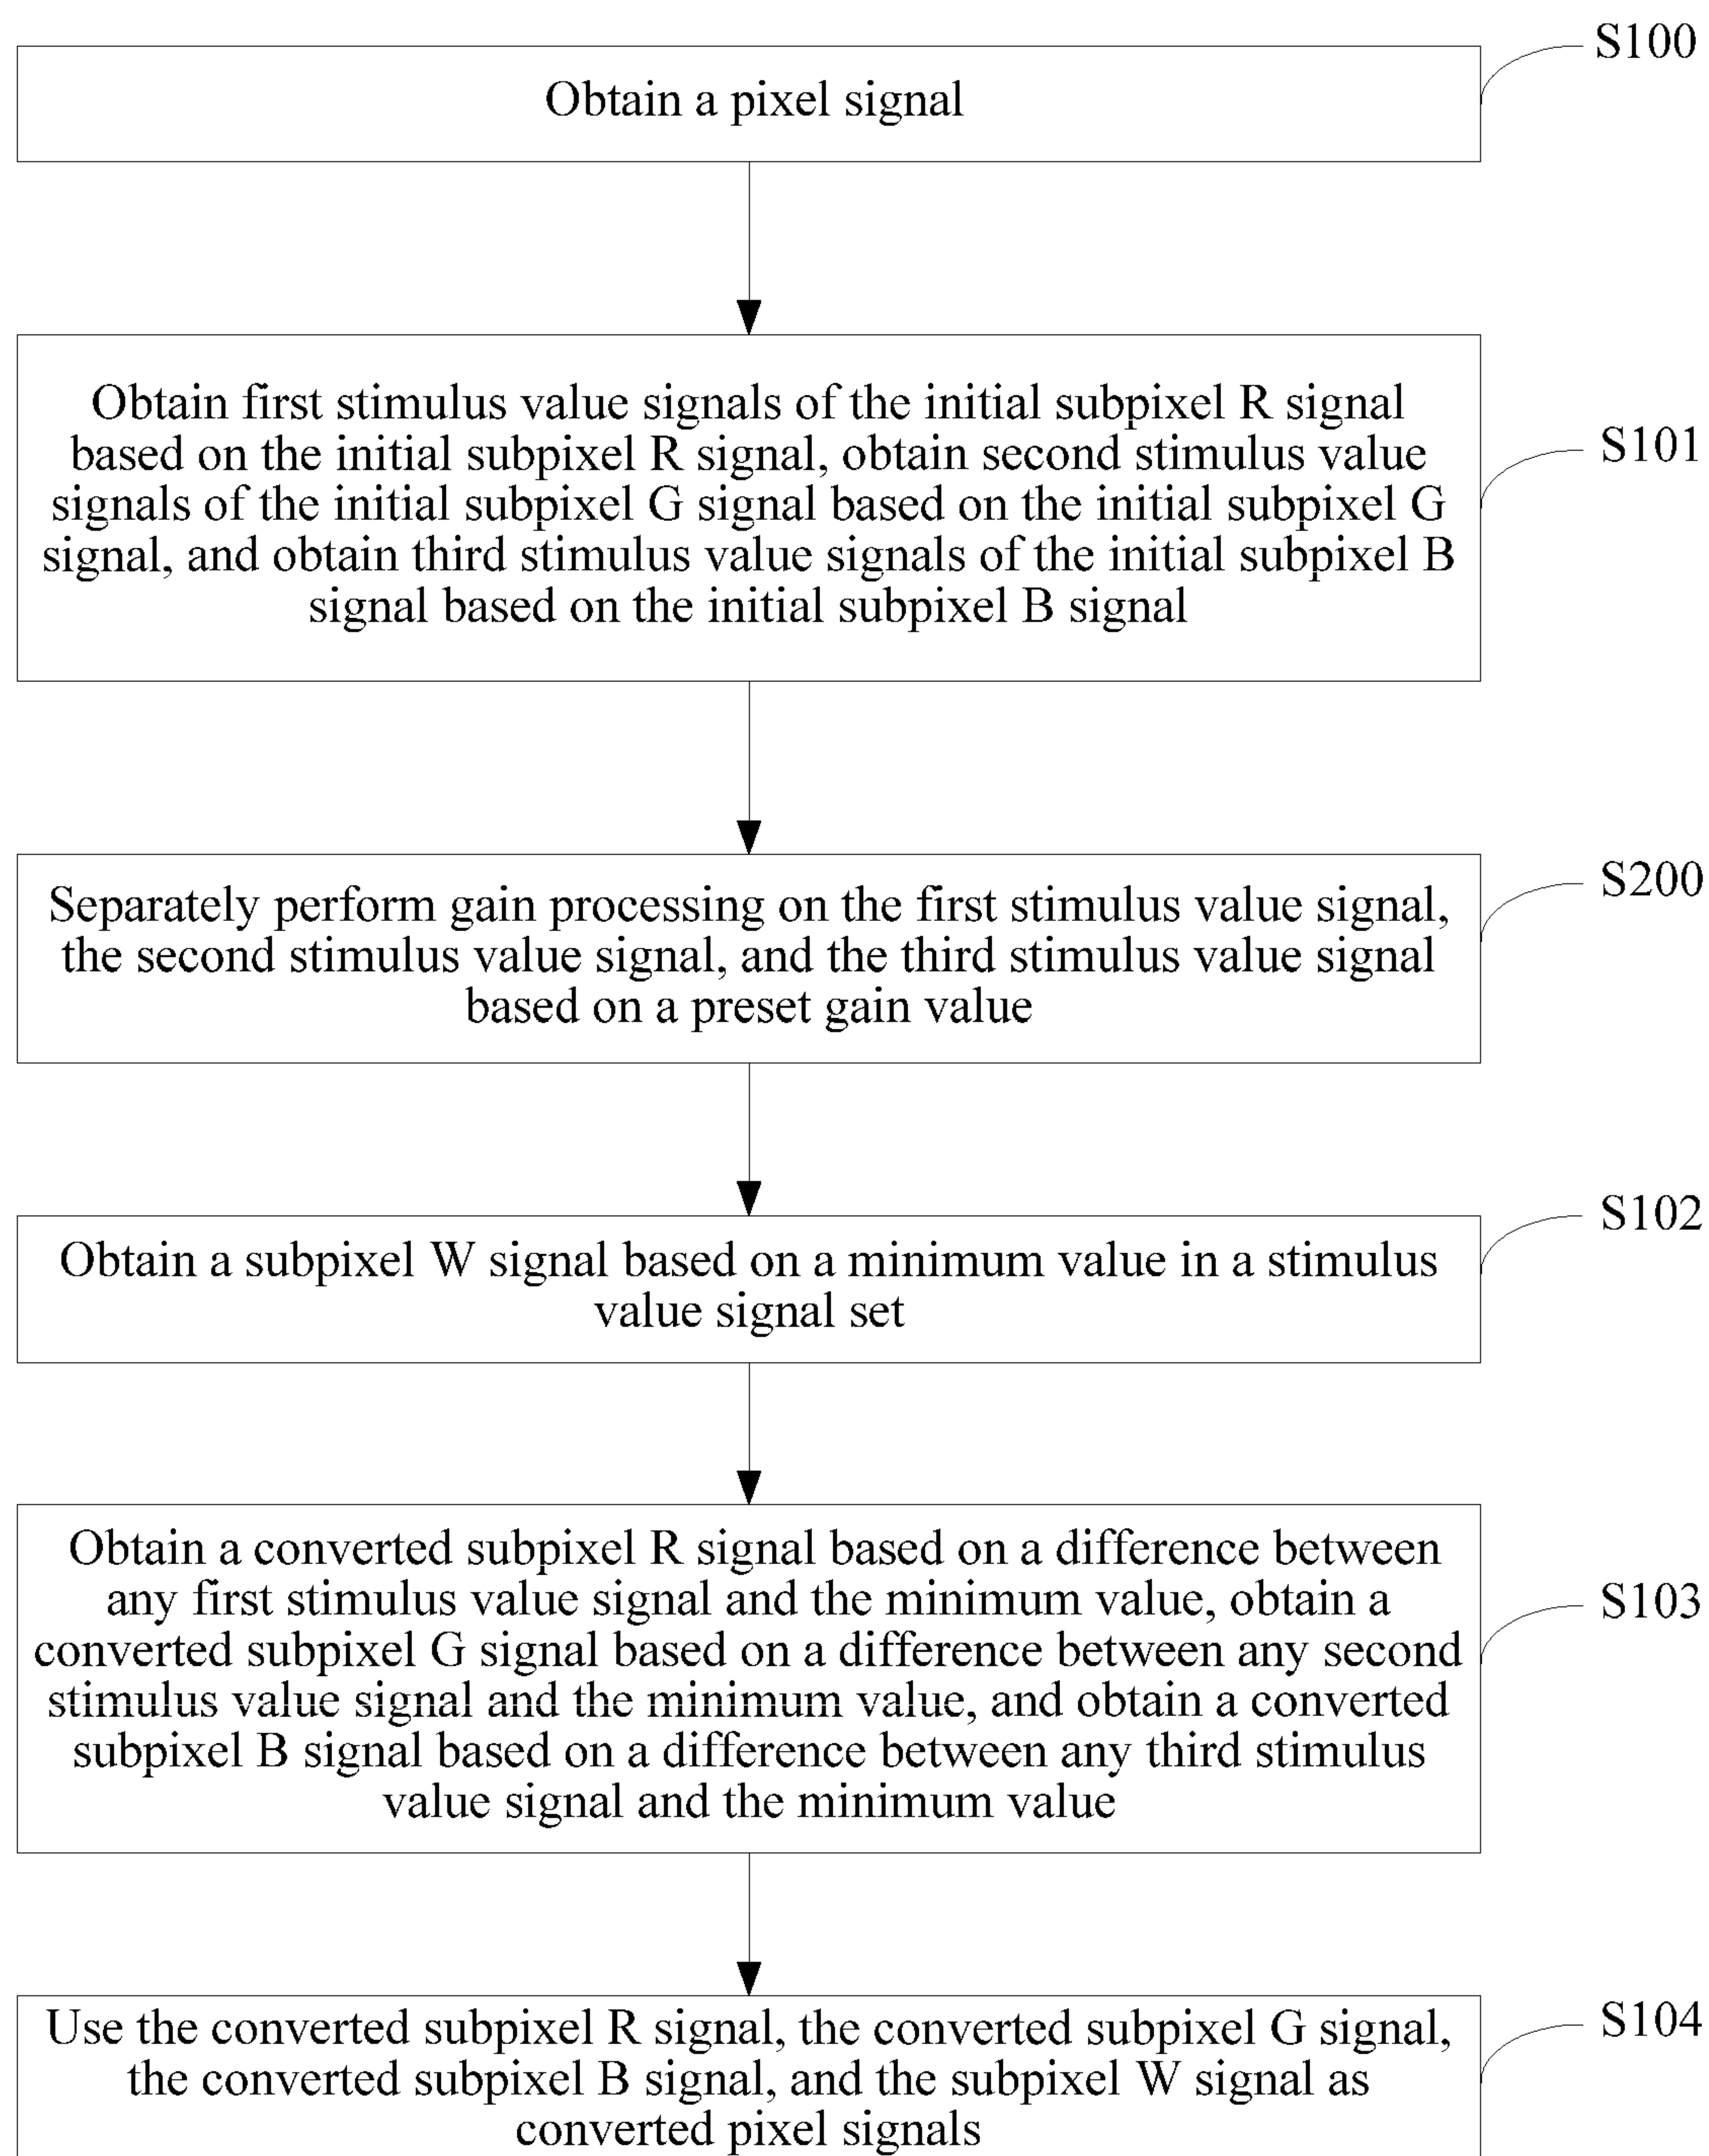 S100
Obtain a pixel signal
Obtain first stimulus value signals of the initial subpixel R signal
based on the initial subpixel R signal, obtain second stimulus value
signals of the initial subpixel G signal based on the initial subpixel G
signal, and obtain third stimulus value signals of the initial subpixel B
signal based on the initial subpixel B signal
S101
Separately perform gain processing on the first stimulus value signal,
the second stimulus value signal, and the third stimulus value signal
based on a preset gain value
S200
Obtain a subpixel W signal based on a minimum value in a stimulus
value signal set
S102
Obtain a converted subpixel R signal based on a difference between
any first stimulus value signal and the minimum value, obtain a
converted subpixel G signal based on a difference between any second
stimulus value signal and the minimum value, and obtain a converted
subpixel B signal based on a difference between any third stimulus
value signal and the minimum value
S103
Use the converted subpixel R signal, the converted subpixel G signal,
the converted subpixel B signal, and the subpixel W signal as
converted pixel signals
S104